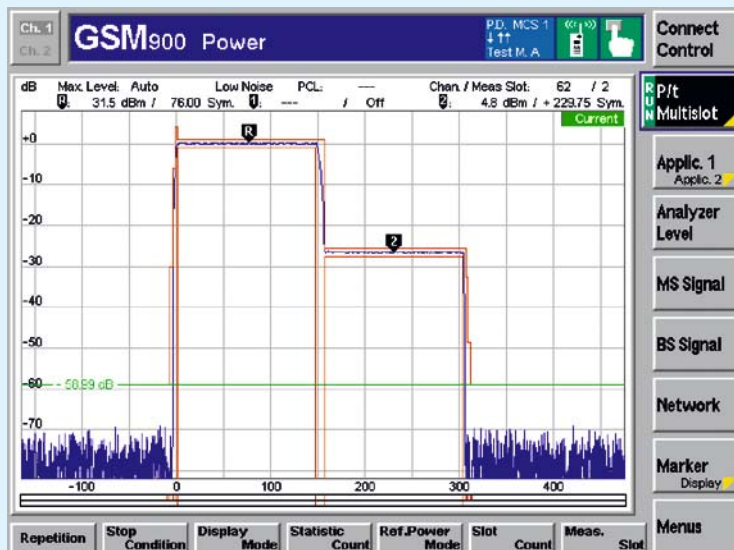 Ch. 1
Ch. 2
GSM900 Power
P.D. MCS 1
↓ ↑↑
Test M. A
Connect Control
dB Max. Level: Auto Low Noise PCL: --- Chan. / Meas Slot: 62 / 2
R: 31.5 dBm / 76.00 Sym. 1: --- / Off 2: 4.8 dBm / + 229.75 Sym.
Current
RUN
P/t Multislot
+0
R
-10
Applic. 1
Applic. 2
-20
Analyzer Level
2
-30
-40
MS Signal
-50
BS Signal
-60
- 58.99 dB
Network
-70
Marker
Display
-100 0 100 200 300 400
Menus
Repetition
Stop Condition
Display Mode
Statistic Count
Ref.Power Mode
Slot Count
Meas. Slot